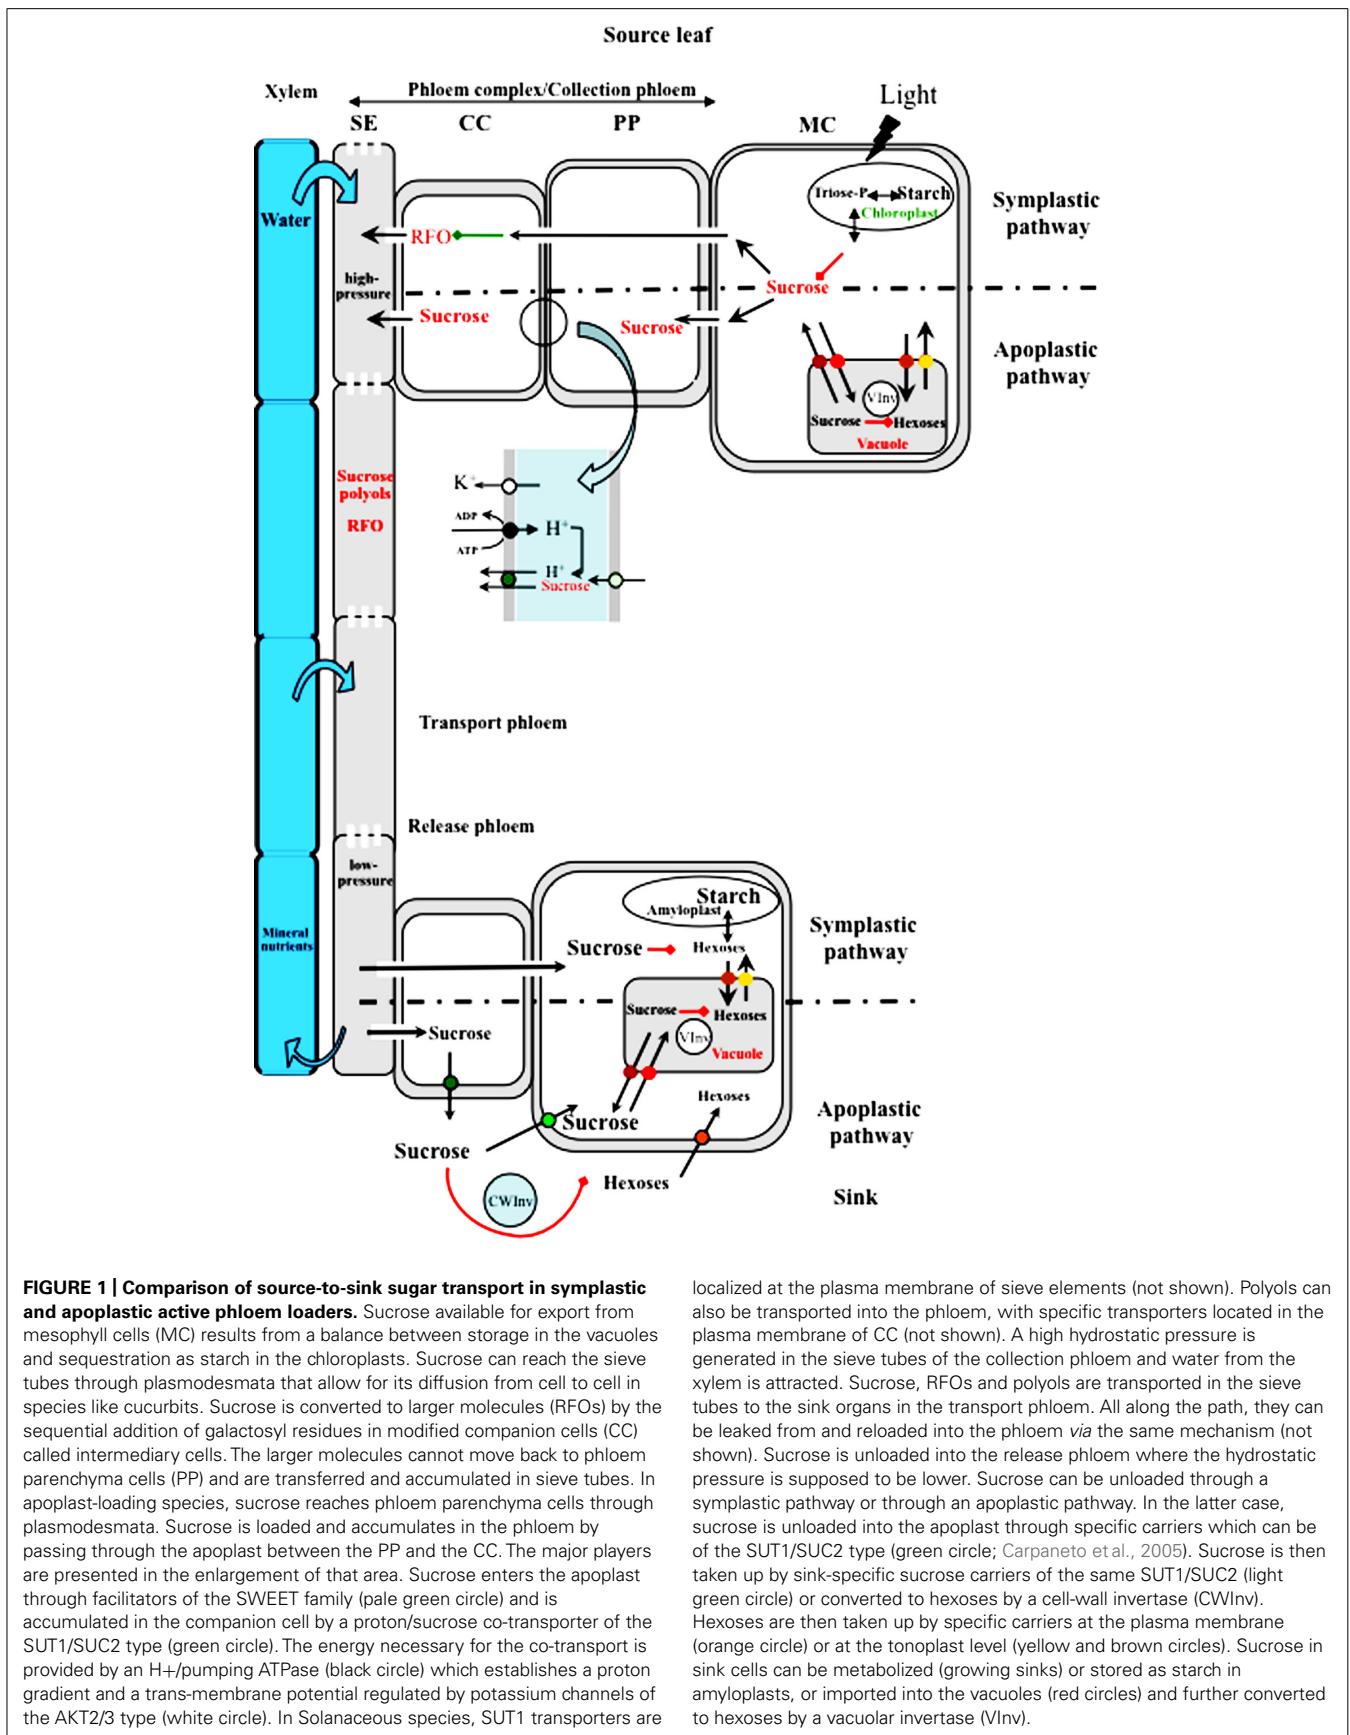 Source leaf
Xylem
Phloem complex/Collection phloem
Light
SE
CC
PP
MC
Triose-P
Starch
Chloroplast
Symplastic
pathway
Water
RFO
high-
pressure
Sucrose
Sucrose
Sucrose
Apoplastic
pathway
VInv
Sucrose
Hexoses
Vacuole
Sucrose
polyols
RFO
K+
ADP
ATP
H+
H+
Sucrose
Transport phloem
Release phloem
low-
pressure
Mineral
nutrients
Starch
Amyloplast
Sucrose
Hexoses
Symplastic
pathway
Sucrose
Hexoses
VInv
Vacuole
Sucrose
Hexoses
Sucrose
Apoplastic
pathway
Sucrose
CWInv
Hexoses
Sink
FIGURE 1 | Comparison of source-to-sink sugar transport in symplastic
and apoplastic active phloem loaders. Sucrose available for export from
mesophyll cells (MC) results from a balance between storage in the vacuoles
and sequestration as starch in the chloroplasts. Sucrose can reach the sieve
tubes through plasmodesmata that allow for its diffusion from cell to cell in
species like cucurbits. Sucrose is converted to larger molecules (RFOs) by the
sequential addition of galactosyl residues in modified companion cells (CC)
called intermediary cells. The larger molecules cannot move back to phloem
parenchyma cells (PP) and are transferred and accumulated in sieve tubes. In
apoplast-loading species, sucrose reaches phloem parenchyma cells through
plasmodesmata. Sucrose is loaded and accumulates in the phloem by
passing through the apoplast between the PP and the CC. The major players
are presented in the enlargement of that area. Sucrose enters the apoplast
through facilitators of the SWEET family (pale green circle) and is
accumulated in the companion cell by a proton/sucrose co-transporter of the
SUT1/SUC2 type (green circle). The energy necessary for the co-transport is
provided by an H+/pumping ATPase (black circle) which establishes a proton
gradient and a trans-membrane potential regulated by potassium channels of
the AKT2/3 type (white circle). In Solanaceous species, SUT1 transporters are
localized at the plasma membrane of sieve elements (not shown). Polyols can
also be transported into the phloem, with specific transporters located in the
plasma membrane of CC (not shown). A high hydrostatic pressure is
generated in the sieve tubes of the collection phloem and water from the
xylem is attracted. Sucrose, RFOs and polyols are transported in the sieve
tubes to the sink organs in the transport phloem. All along the path, they can
be leaked from and reloaded into the phloem via the same mechanism (not
shown). Sucrose is unloaded into the release phloem where the hydrostatic
pressure is supposed to be lower. Sucrose can be unloaded through a
symplastic pathway or through an apoplastic pathway. In the latter case,
sucrose is unloaded into the apoplast through specific carriers which can be
of the SUT1/SUC2 type (green circle; Carpaneto et al., 2005). Sucrose is then
taken up by sink-specific sucrose carriers of the same SUT1/SUC2 (light
green circle) or converted to hexoses by a cell-wall invertase (CWInv).
Hexoses are then taken up by specific carriers at the plasma membrane
(orange circle) or at the tonoplast level (yellow and brown circles). Sucrose in
sink cells can be metabolized (growing sinks) or stored as starch in
amyloplasts, or imported into the vacuoles (red circles) and further converted
to hexoses by a vacuolar invertase (VInv).